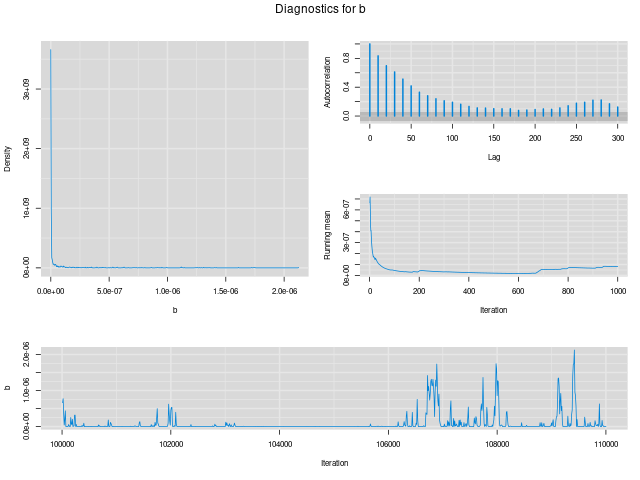 Diagnostics for b
Density
0e+00
1e+09
2e+09
3e+09
0.0e+00 5.0e-07 1.0e-06 1.5e-06 2.0e-06
b
Autocorrelation
0.0
0.4
0.8
0 50 100 150 200 250 300
Lag
Running mean
0e+00
3e-07
6e-07
0 200 400 600 800 1000
Iteration
b
0.0e+00
1.0e-06
2.0e-06
100000 102000 104000 106000 108000 110000
Iteration